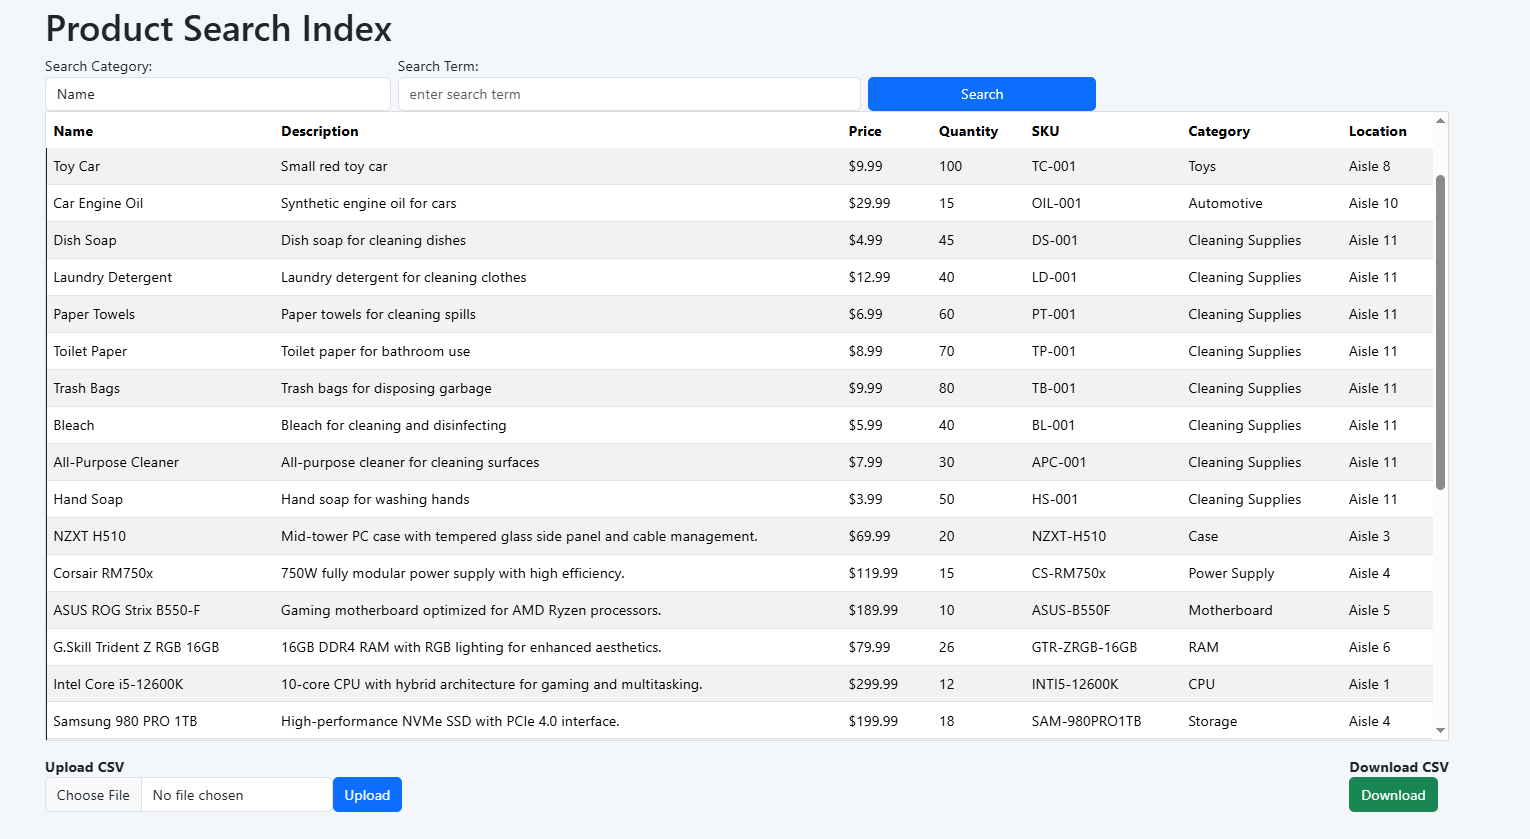 Product Search Index
Search Category: Search Term:
Name enter search term Search
Name Description Price Quantity SKU Category Location
Toy Car Small red toy car $9.99 100 TC-001 Toys Aisle 8
Car Engine Oil Synthetic engine oil for cars $29.99 15 OIL-001 Automotive Aisle 10
Dish Soap Dish soap for cleaning dishes $4.99 45 DS-001 Cleaning Supplies Aisle 11
Laundry Detergent Laundry detergent for cleaning clothes $12.99 40 LD-001 Cleaning Supplies Aisle 11
Paper Towels Paper towels for cleaning spills $6.99 60 PT-001 Cleaning Supplies Aisle 11
Toilet Paper Toilet paper for bathroom use $8.99 70 TP-001 Cleaning Supplies Aisle 11
Trash Bags Trash bags for disposing garbage $9.99 80 TB-001 Cleaning Supplies Aisle 11
Bleach Bleach for cleaning and disinfecting $5.99 40 BL-001 Cleaning Supplies Aisle 11
All-Purpose Cleaner All-purpose cleaner for cleaning surfaces $7.99 30 APC-001 Cleaning Supplies Aisle 11
Hand Soap Hand soap for washing hands $3.99 50 HS-001 Cleaning Supplies Aisle 11
NZXT H510 Mid-tower PC case with tempered glass side panel and cable management. $69.99 20 NZXT-H510 Case Aisle 3
Corsair RM750x 750W fully modular power supply with high efficiency. $119.99 15 CS-RM750x Power Supply Aisle 4
ASUS ROG Strix B550-F Gaming motherboard optimized for AMD Ryzen processors. $189.99 10 ASUS-B550F Motherboard Aisle 5
G.Skill Trident Z RGB 16GB 16GB DDR4 RAM with RGB lighting for enhanced aesthetics. $79.99 26 GTR-ZRGB-16GB RAM Aisle 6
Intel Core i5-12600K 10-core CPU with hybrid architecture for gaming and multitasking. $299.99 12 INTI5-12600K CPU Aisle 1
Samsung 980 PRO 1TB High-performance NVMe SSD with PCIe 4.0 interface. $199.99 18 SAM-980PRO1TB Storage Aisle 4
Upload CSV Download CSV
Choose File No file chosen Upload Download